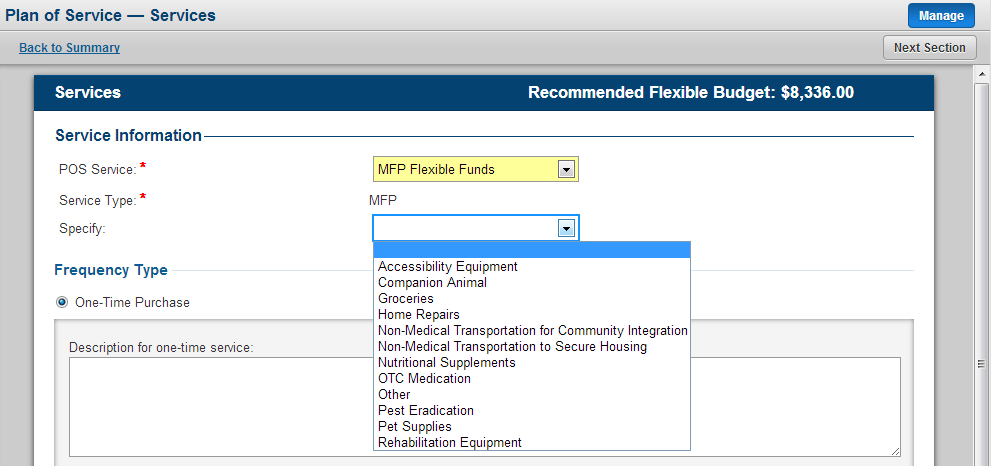 Plan of Service — Services
Manage
Back to Summary
Next Section
Services
Recommended Flexible Budget: $8,336.00
Service Information
POS Service: *
MFP Flexible Funds
Service Type: *
MFP
Specify:
Accessibility Equipment
Companion Animal
Groceries
Home Repairs
Non-Medical Transportation for Community Integration
Non-Medical Transportation to Secure Housing
Nutritional Supplements
OTC Medication
Other
Pest Eradication
Pet Supplies
Rehabilitation Equipment
Frequency Type
One-Time Purchase
Description for one-time service: